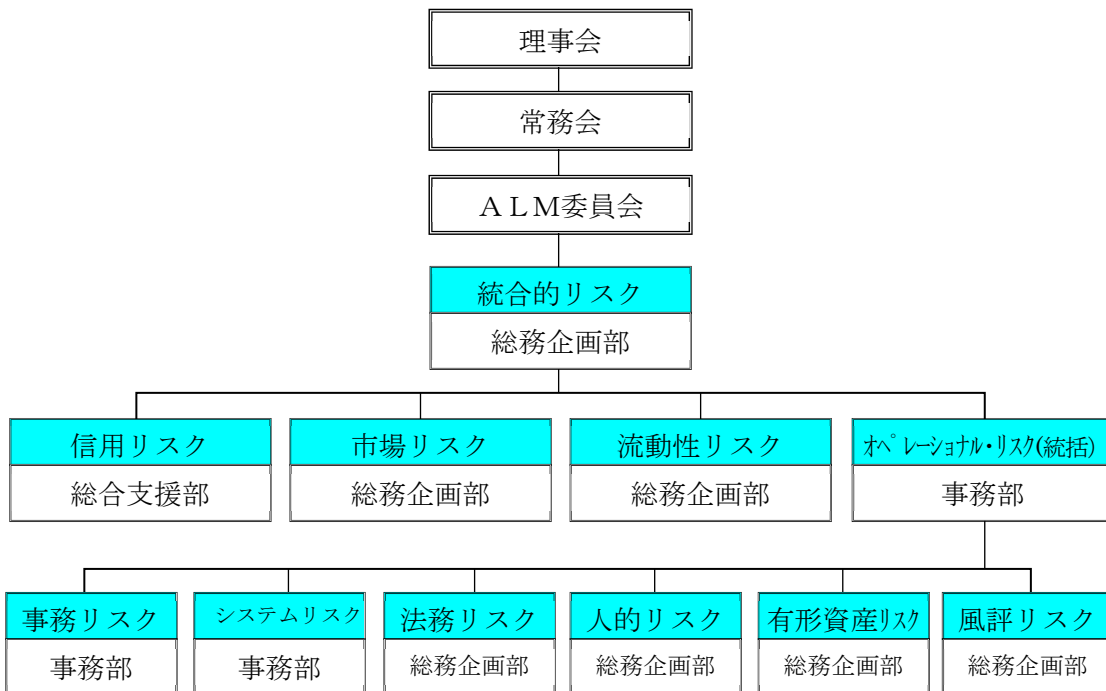 理事会
常務会
ＡＬＭ委員会
統合的リスク
総務企画部
信用リスク
市場リスク
流動性リスク
ｵﾍﾟﾚｰｼｮﾅﾙ・ﾘｽｸ(統括)
総合支援部
総務企画部
総務企画部
事務部
事務リスク
システムリスク
法務リスク
人的リスク
有形資産ﾘｽｸ
風評リスク
事務部
事務部
総務企画部
総務企画部
総務企画部
総務企画部